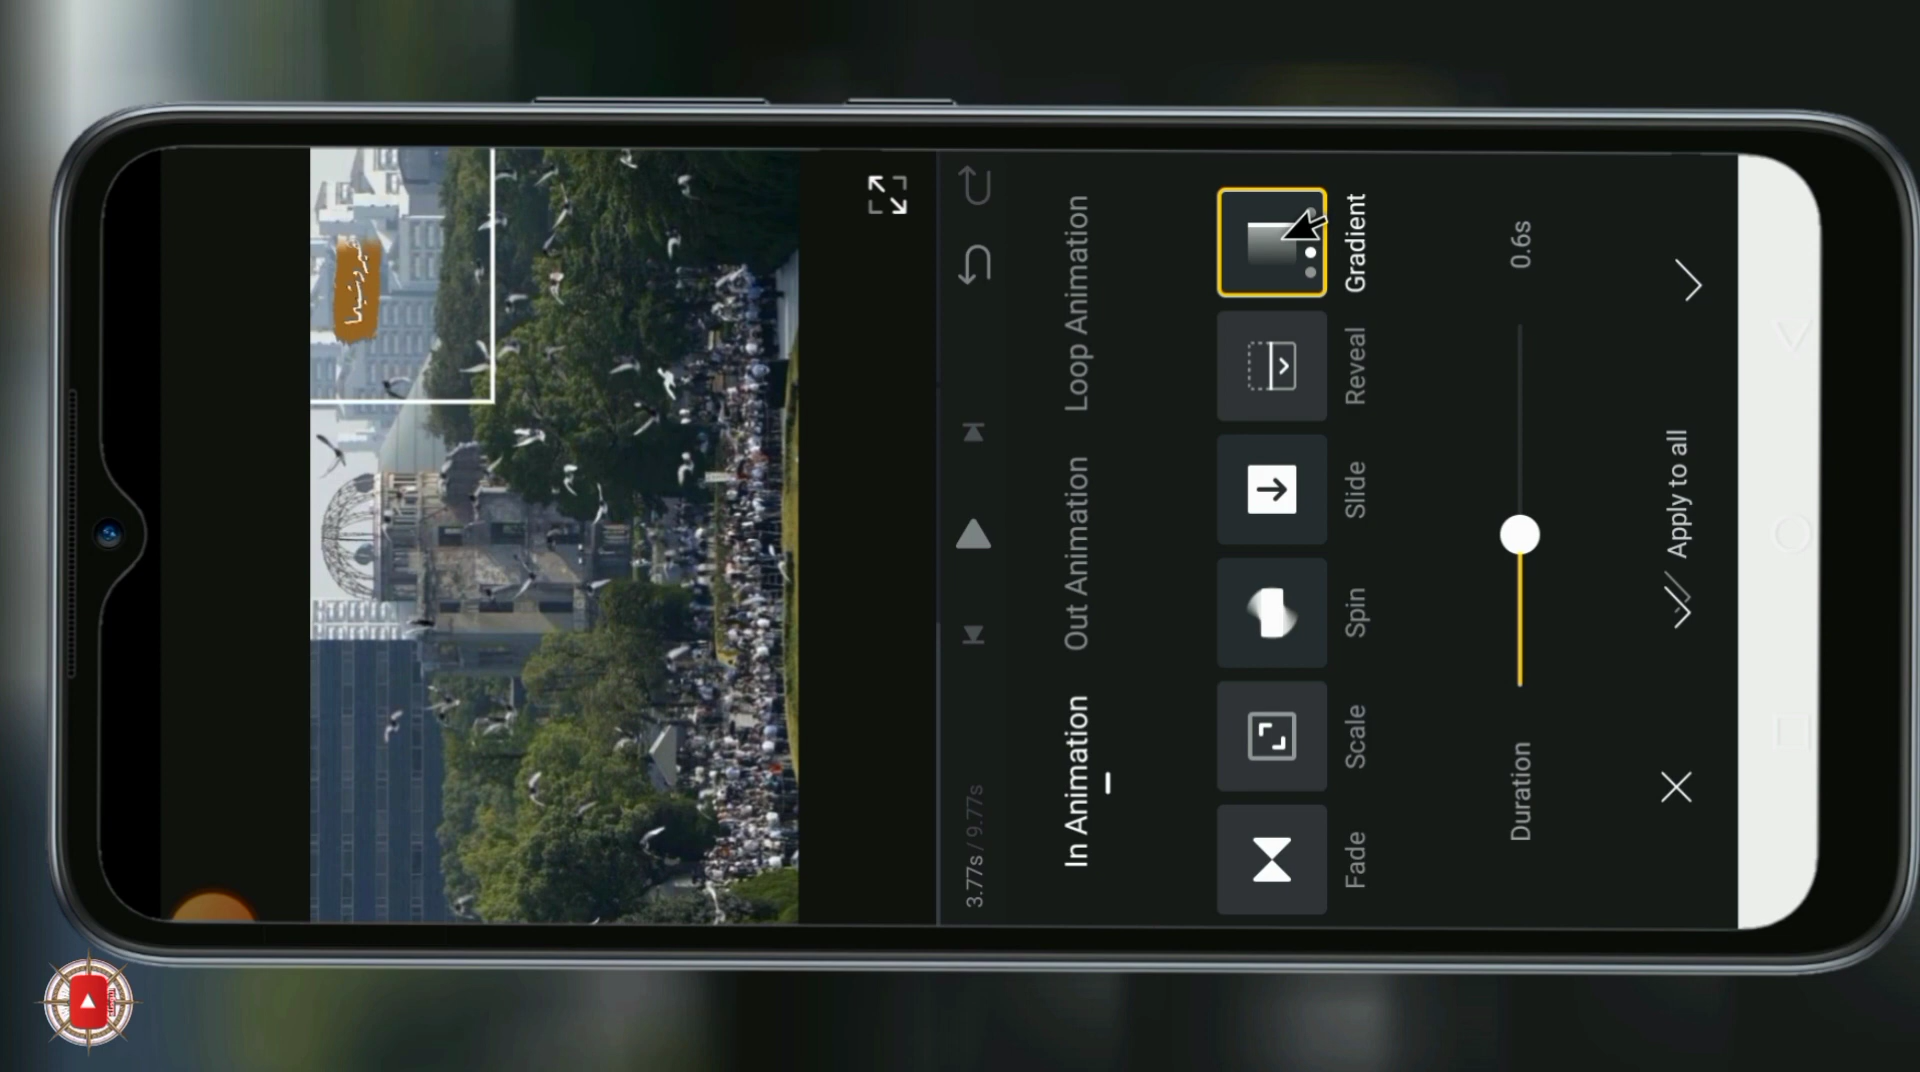 3.77s / 9.77s
In Animation Out Animation Loop Animation
Fade Scale Spin Slide Reveal Gradient
Duration 0.6s
Apply to all